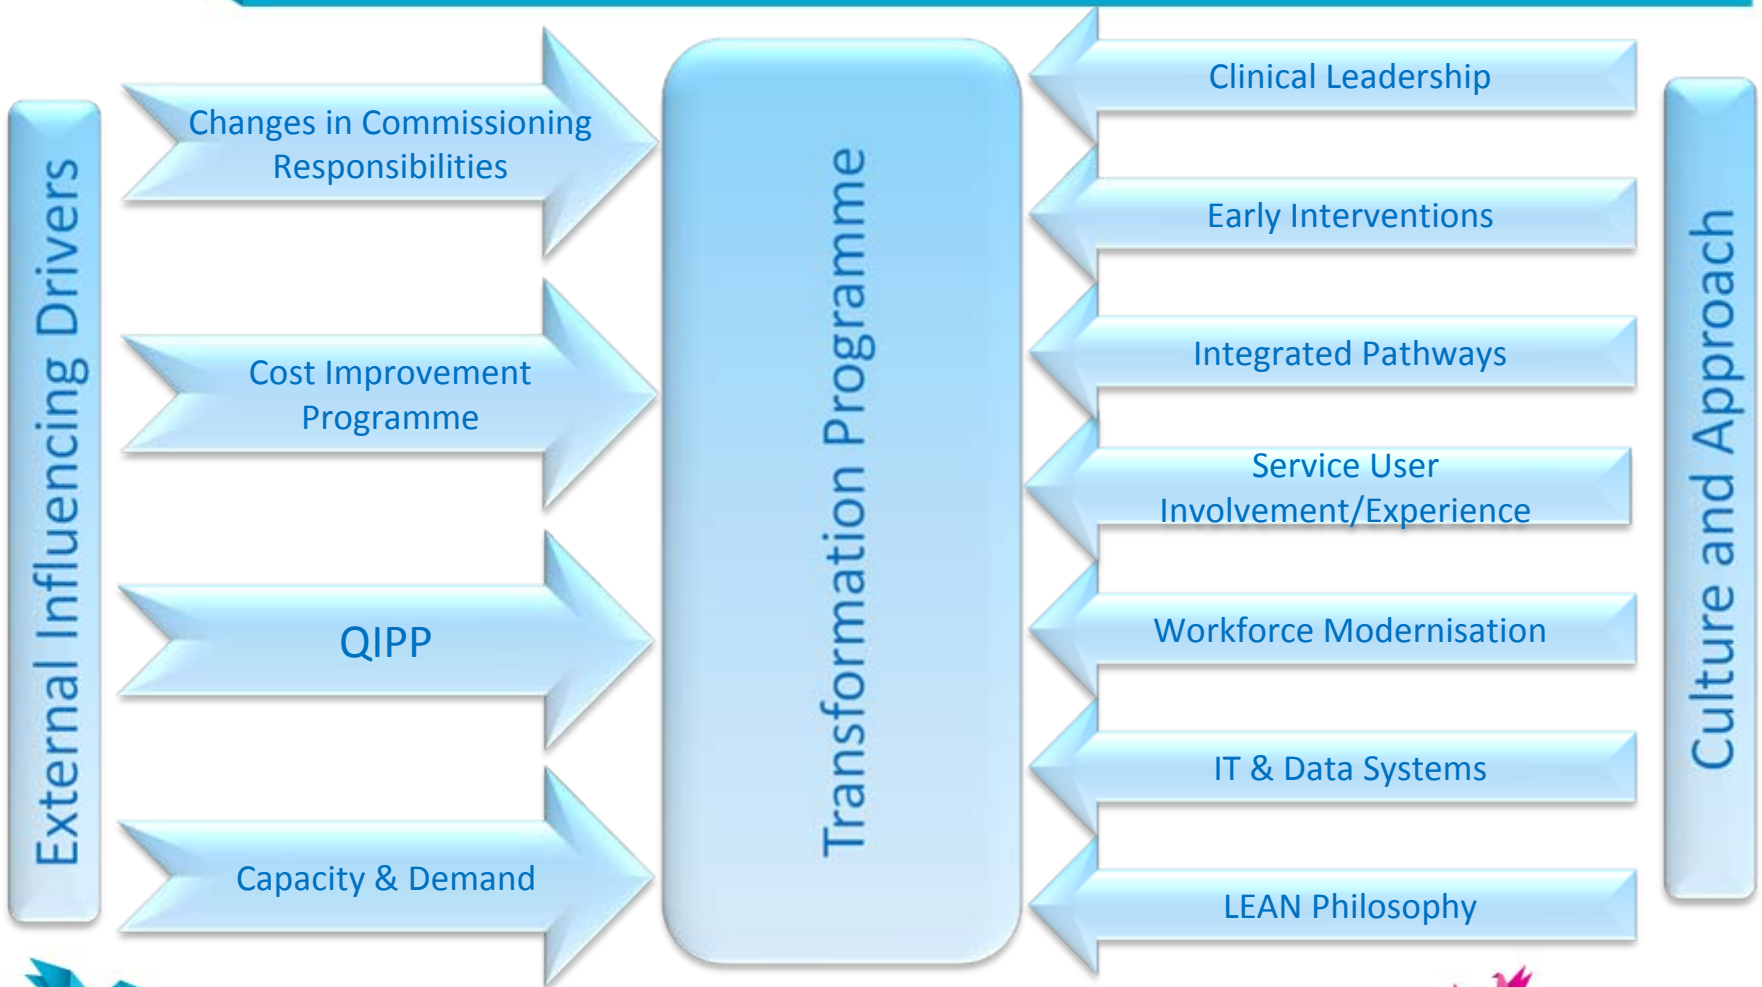 External Influencing Drivers
Changes in Commissioning
Responsibilities
Cost Improvement
Programme
QIPP
Capacity & Demand
Transformation Programme
Clinical Leadership
Early Interventions
Integrated Pathways
Service User
Involvement/Experience
Workforce Modernisation
IT & Data Systems
LEAN Philosophy
Culture and Approach